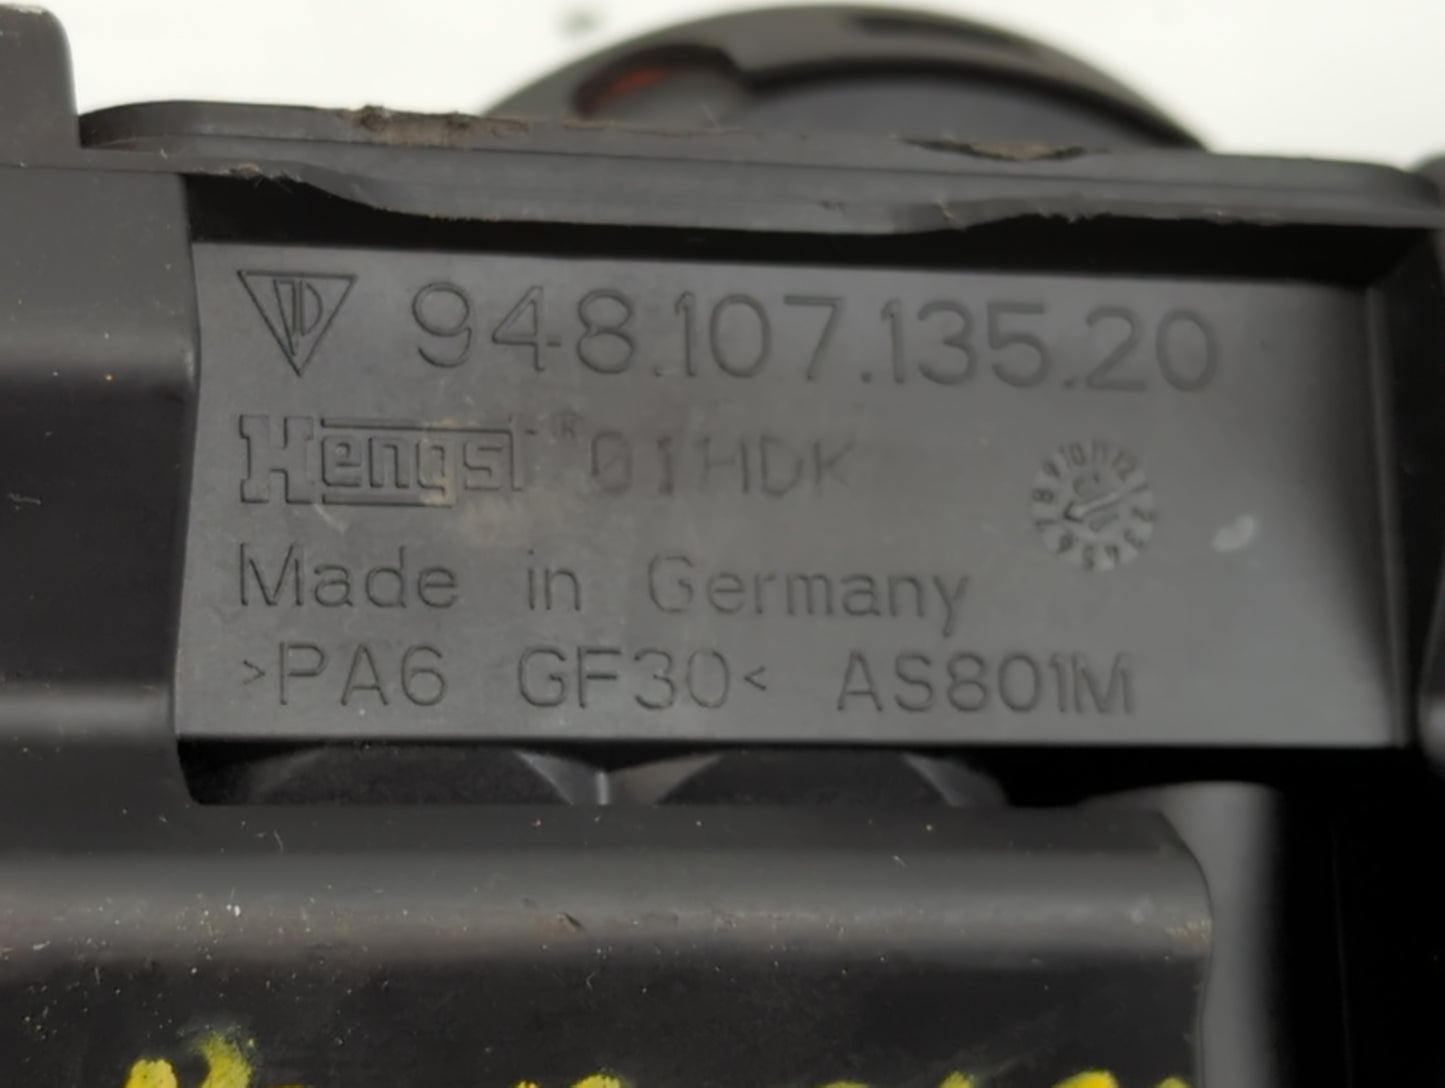 948.107.135.20
Hengst® 01HDK
Made in Germany
>PA6 GF30< AS801M